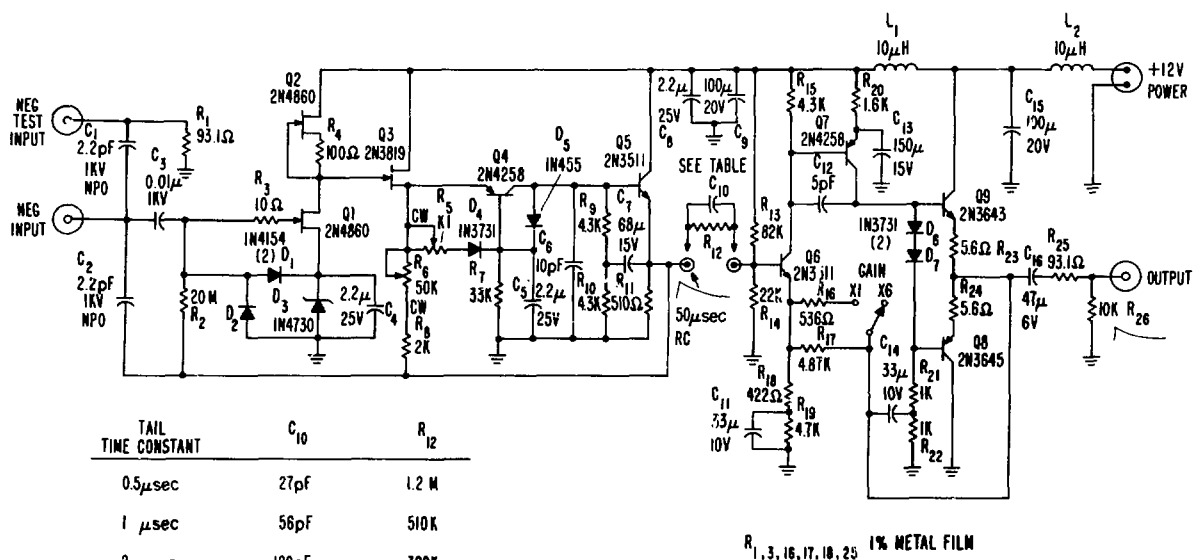 L1
10μH
L2
10μH
+12V
POWER
NEG
TEST
INPUT
C1
2.2pF
1KV
NPO
R1
93.1Ω
C3
0.01μ
1KV
NEG
INPUT
C2
2.2pF
1KV
NPO
R3
10Ω
Q2
2N4860
R4
100Ω
Q3
2N3819
Q1
2N4860
1N4154
(2) D1
20M
R2
D2
D3
1N4730
2.2μ
25V
C4
CW
R5
K1
R6
50K
CW
R8
2K
D4
1N3731
R7
33K
Q4
2N4258
D5
1N455
C6
10pF
C5
2.2μ
25V
R9
4.3K
R10
4.3K
C7
68μ
15V
R11
510Ω
Q5
2N3511
2.2μ
25V
C8
100μ
20V
C9
SEE TABLE
C10
R12
50μsec
RC
R13
82K
22K
R14
R15
4.3K
R20
1.6K
Q7
2N4258
C13
150μ
15V
C12
5pF
Q6
R16
536Ω
GAIN
X1
X6
R17
4.87K
R18
422Ω
R19
4.7K
C11
33μ
10V
C14
33μ
10V
1N3731
(2)
D6
D7
R21
1K
1K
R22
Q9
2N3643
5.6Ω
R23
R24
5.6Ω
Q8
2N3645
C15
100μ
20V
C16
47μ
6V
R25
93.1Ω
OUTPUT
10K
R26
TAIL
TIME CONSTANT
C10
R12
0.5μsec 27pF 1.2 M
1 μsec 56pF 510K
R1,3,16,17,18,25 1% METAL FILM